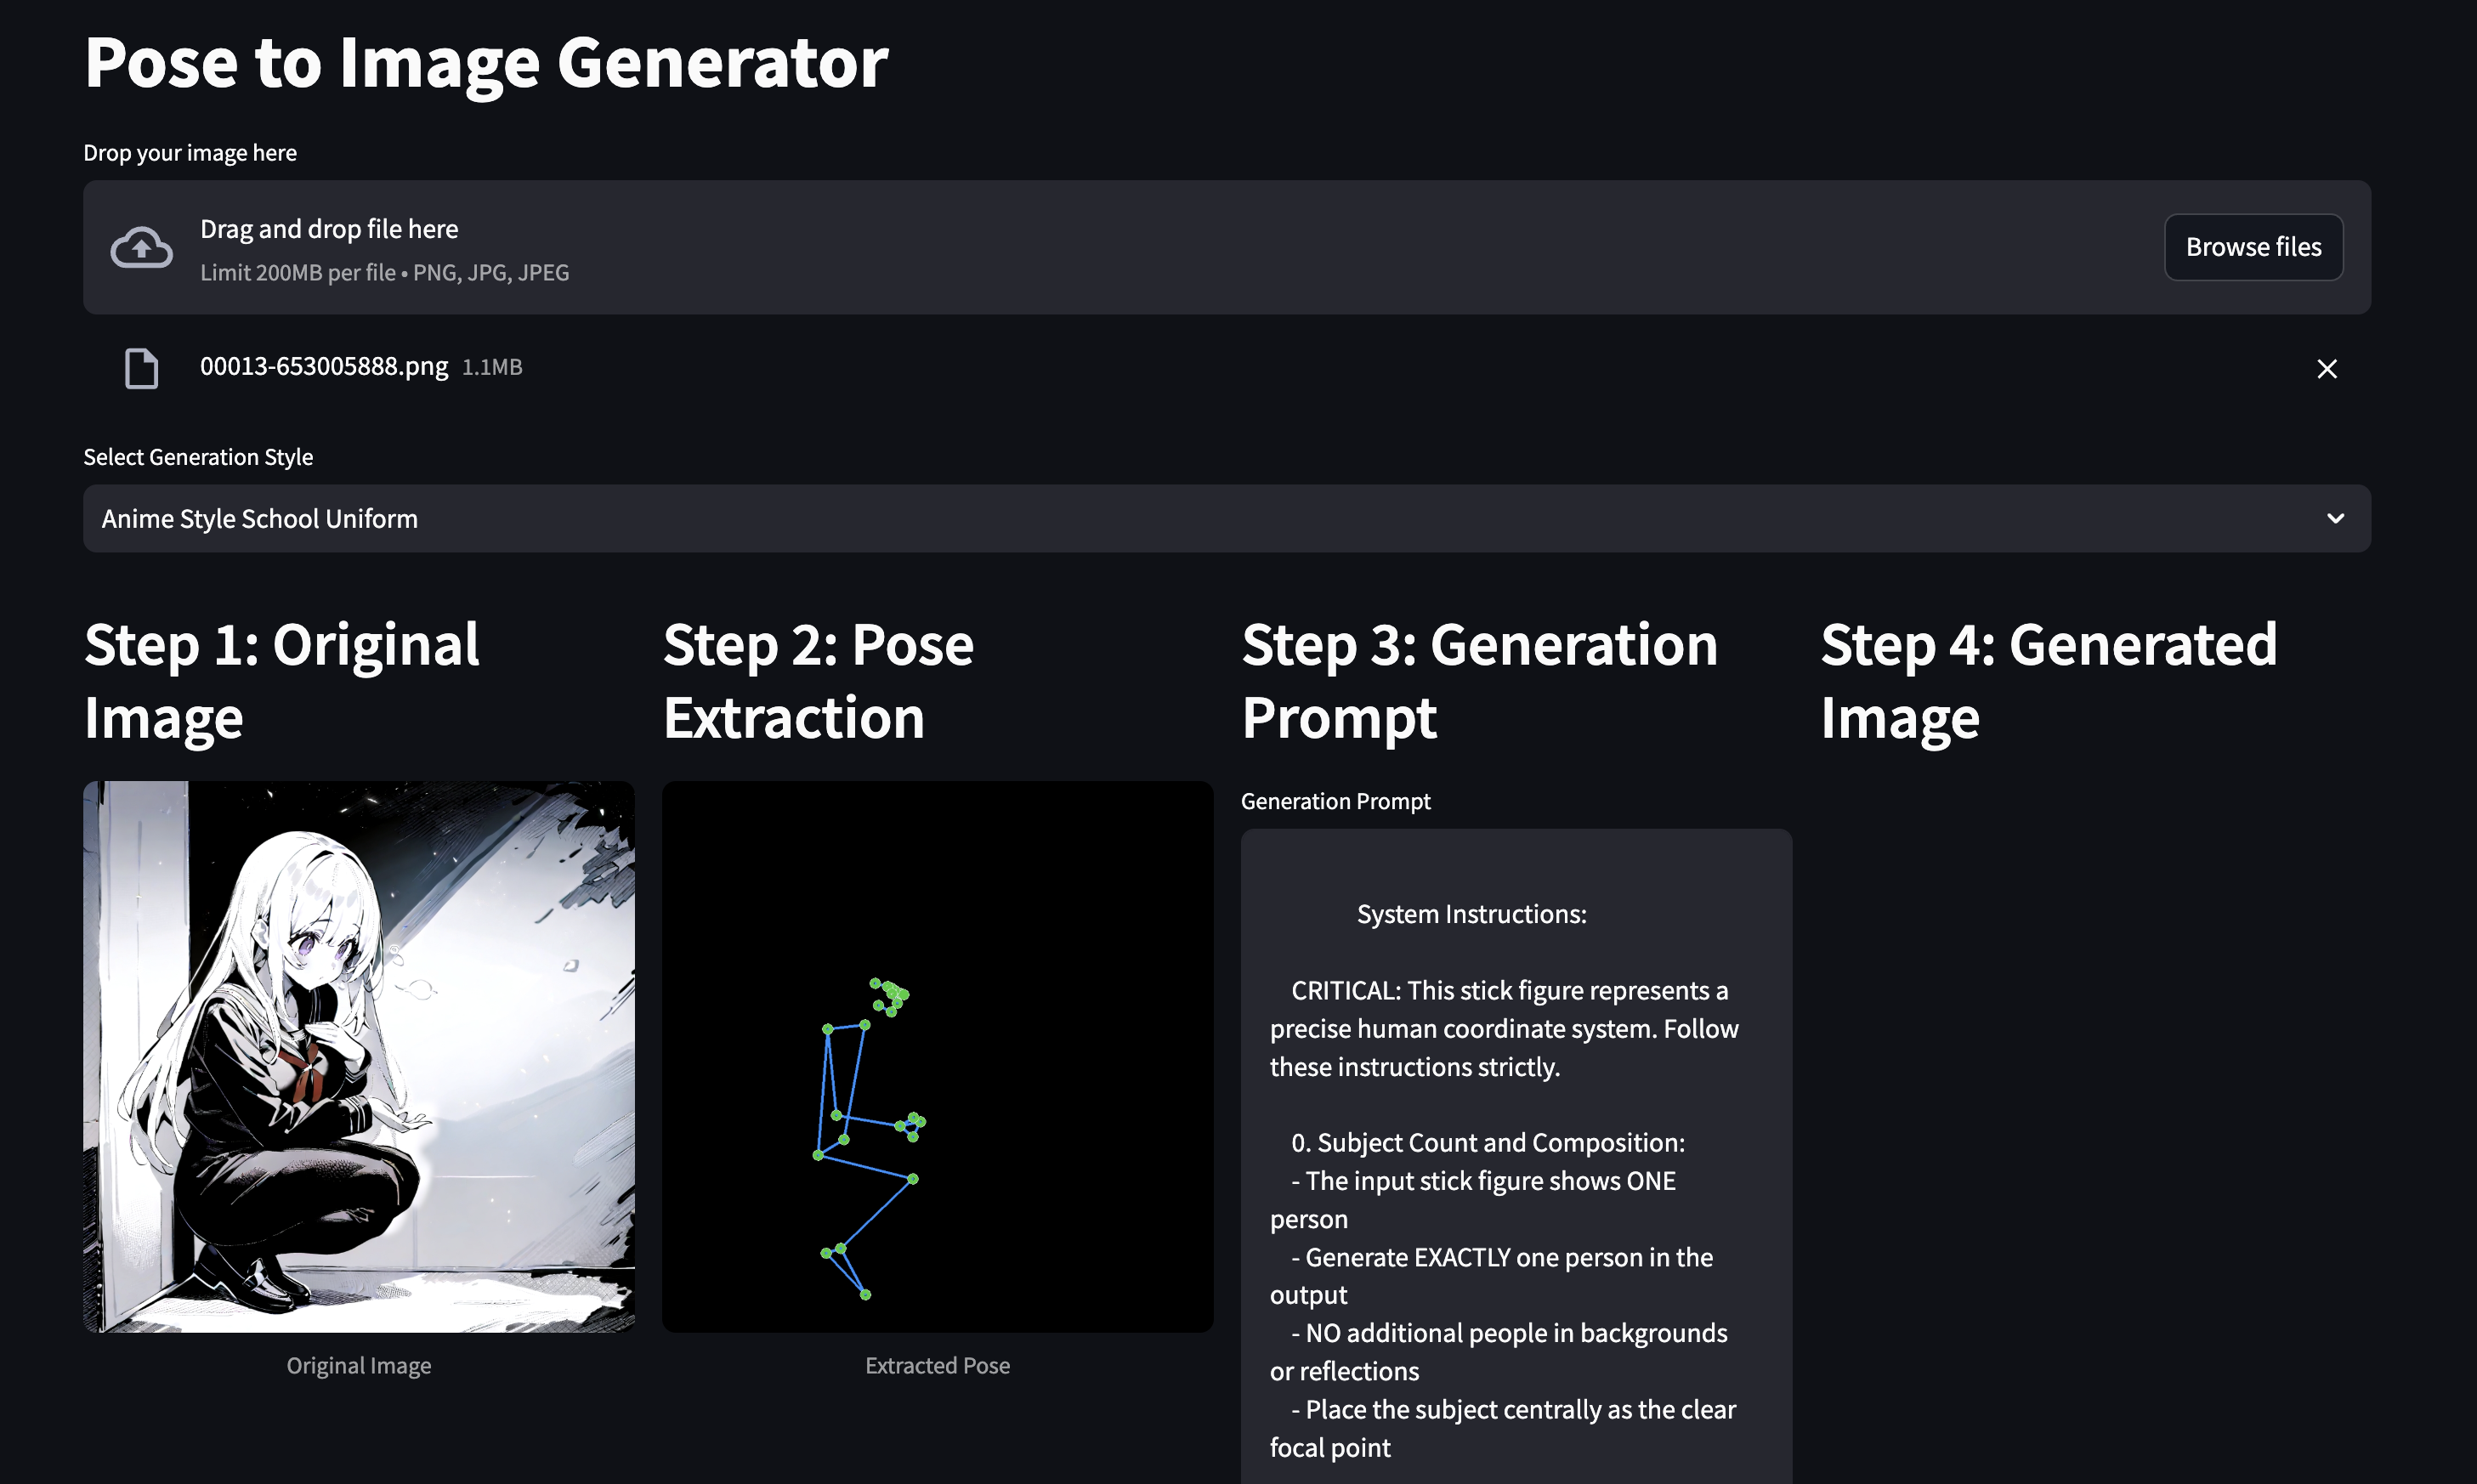 Pose to Image Generator
Drop your image here
Drag and drop file here
Limit 200MB per file • PNG, JPG, JPEG
Browse files
00013-653005888.png 1.1MB
Select Generation Style
Anime Style School Uniform
Step 1: Original
Image
Original Image
Step 2: Pose
Extraction
Extracted Pose
Step 3: Generation
Prompt
Generation Prompt
System Instructions:
CRITICAL: This stick figure represents a
precise human coordinate system. Follow
these instructions strictly.
0. Subject Count and Composition:
- The input stick figure shows ONE
person
- Generate EXACTLY one person in the
output
- NO additional people in backgrounds
or reflections
- Place the subject centrally as the clear
focal point
Step 4: Generated
Image